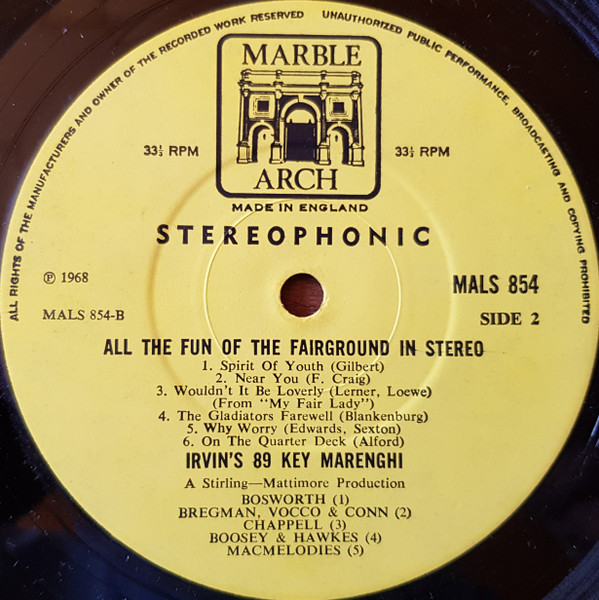 ALL RIGHTS OF THE MANUFACTURERS AND OWNER OF THE RECORDED WORK RESERVED UNAUTHORIZED PUBLIC PERFORMANCE, BROADCASTING AND COPYING PROHIBITED
MARBLE
ARCH
33⅓ RPM 33⅓ RPM
MADE IN ENGLAND
STEREOPHONIC
℗ 1968 MALS 854
MALS 854-B SIDE 2
ALL THE FUN OF THE FAIRGROUND IN STEREO
1. Spirit Of Youth (Gilbert)
2. Near You (F. Craig)
3. Wouldn't It Be Loverly (Lerner, Loewe)
(From "My Fair Lady")
4. The Gladiators Farewell (Blankenburg)
5. Why Worry (Edwards, Sexton)
6. On The Quarter Deck (Alford)
IRVIN'S 89 KEY MARENGHI
A Stirling—Mattimore Production
BOSWORTH (1)
BREGMAN, VOCCO & CONN (2)
CHAPPELL (3)
BOOSEY & HAWKES (4)
MACMELODIES (5)